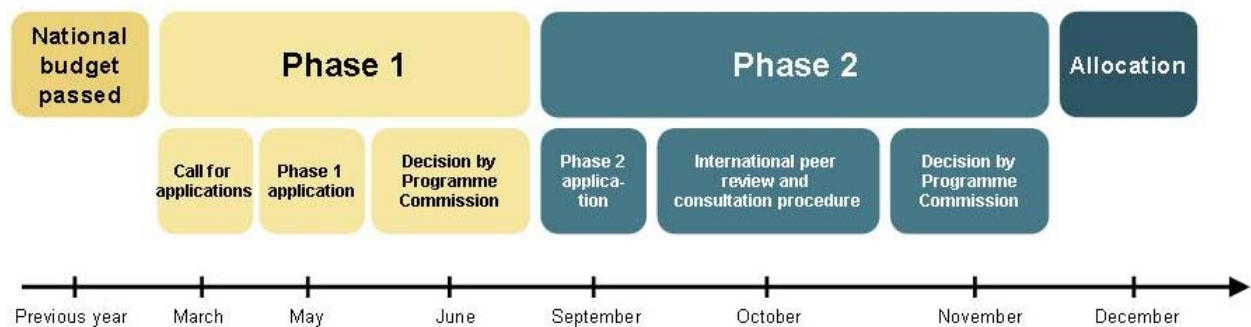 National
budget
passed
Phase 1
Phase 2
Allocation
Call for
applications
Phase 1
application
Decision by
Programme
Commission
Phase 2
applica-
tion
International peer
review and
consultation procedure
Decision by
Programme
Commission
Previous year
March
May
June
September
October
November
December